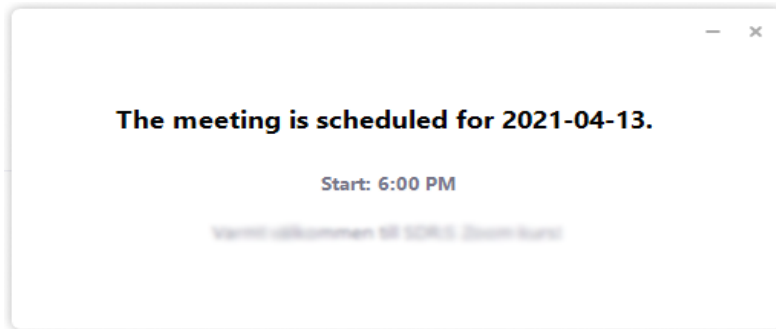 The meeting is scheduled for 2021-04-13.
Start: 6:00 PM